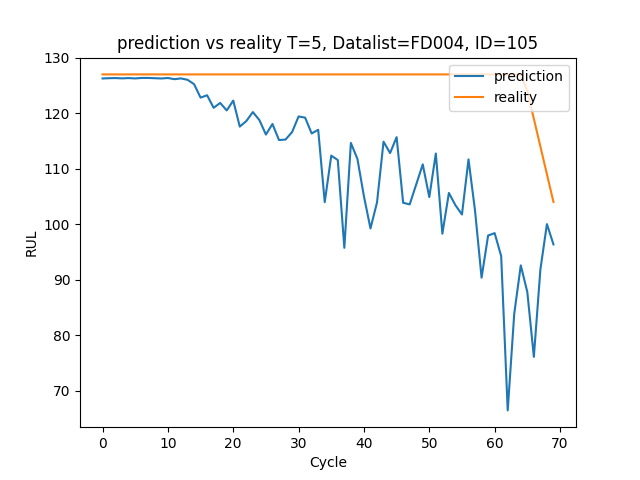 prediction vs reality T=5, Datalist=FD004, ID=105
130
120
110
100
90
80
70
RUL
prediction
reality
0 10 20 30 40 50 60 70
Cycle